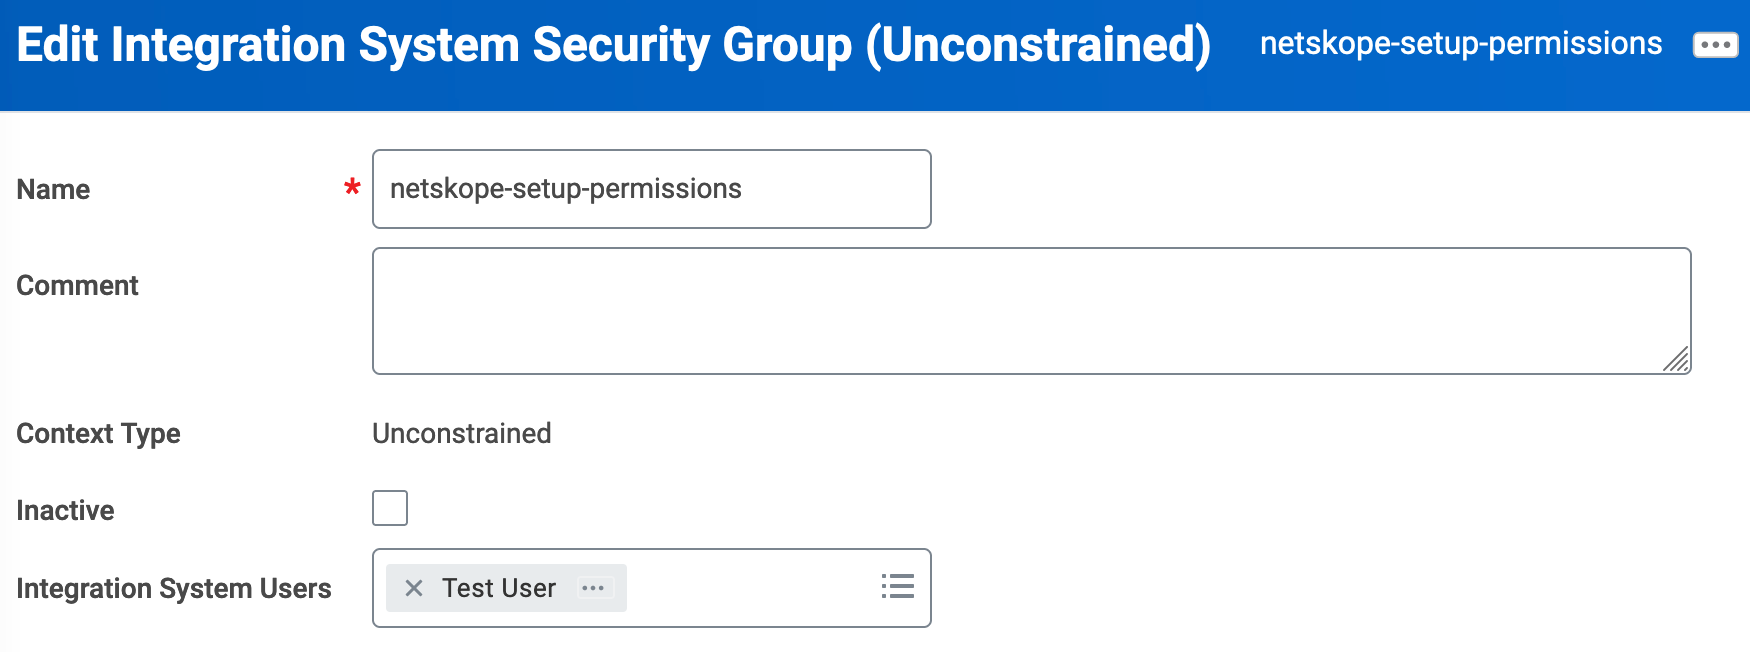 Edit Integration System Security Group (Unconstrained) netskope-setup-permissions
Name * netskope-setup-permissions
Comment
Context Type Unconstrained
Inactive
Integration System Users Test User